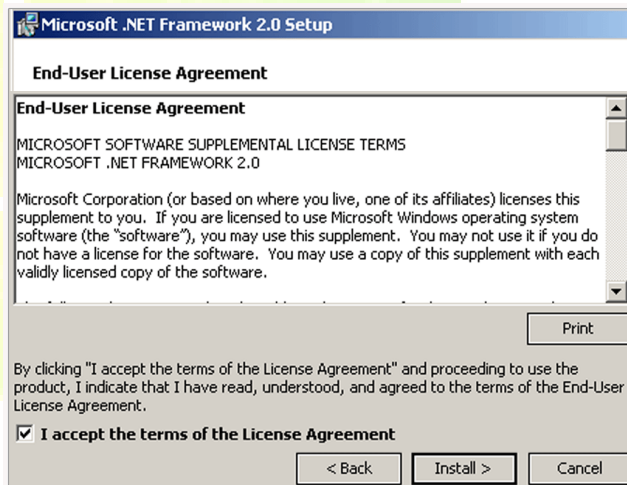 Microsoft .NET Framework 2.0 Setup
End-User License Agreement
End-User License Agreement
MICROSOFT SOFTWARE SUPPLEMENTAL LICENSE TERMS
MICROSOFT .NET FRAMEWORK 2.0
Microsoft Corporation (or based on where you live, one of its affiliates) licenses this
supplement to you.  If you are licensed to use Microsoft Windows operating system
software (the “software”), you may use this supplement.  You may not use it if you do
not have a license for the software.  You may use a copy of this supplement with each
validly licensed copy of the software.
Print
By clicking "I accept the terms of the License Agreement" and proceeding to use the
product, I indicate that I have read, understood, and agreed to the terms of the End-User
License Agreement.
I accept the terms of the License Agreement
< Back Install > Cancel